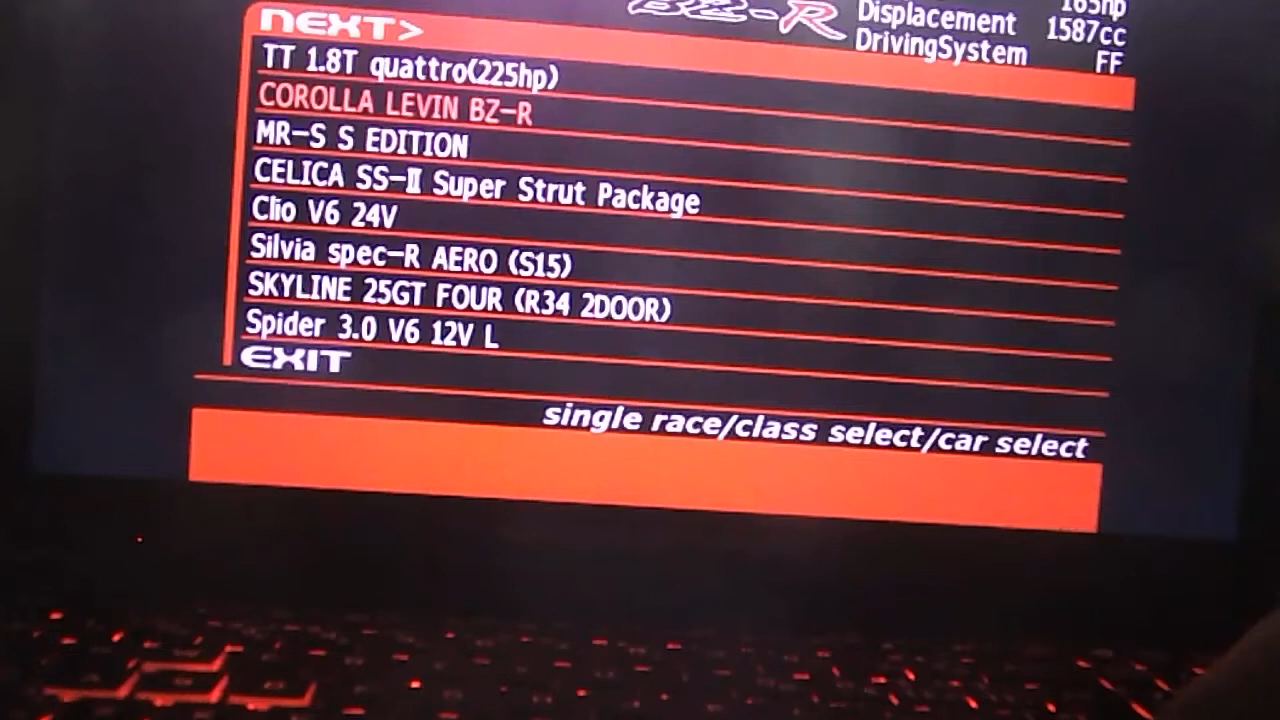 165hp
BZ-R
Displacement 1587cc
DrivingSystem FF
NEXT>
TT 1.8T quattro(225hp)
COROLLA LEVIN BZ-R
MR-S S EDITION
CELICA SS-Ⅱ Super Strut Package
Clio V6 24V
Silvia spec-R AERO (S15)
SKYLINE 25GT FOUR (R34 2DOOR)
Spider 3.0 V6 12V L
EXIT
single race/class select/car select